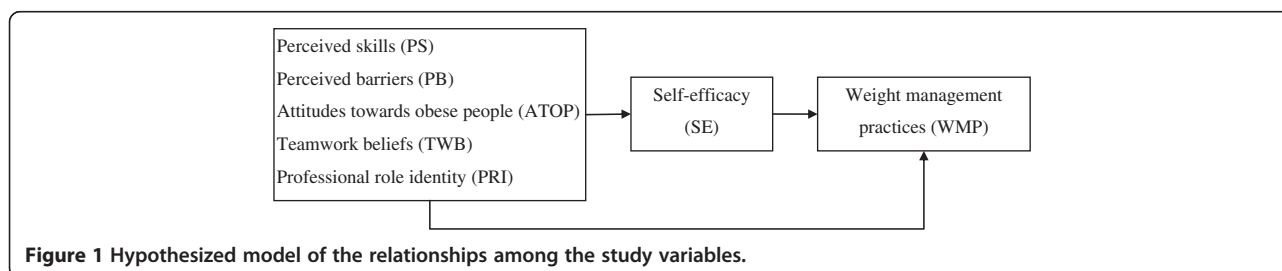 Perceived skills (PS)
Perceived barriers (PB)
Attitudes towards obese people (ATOP)
Teamwork beliefs (TWB)
Professional role identity (PRI)
Self-efficacy
(SE)
Weight management
practices (WMP)
Figure 1 Hypothesized model of the relationships among the study variables.